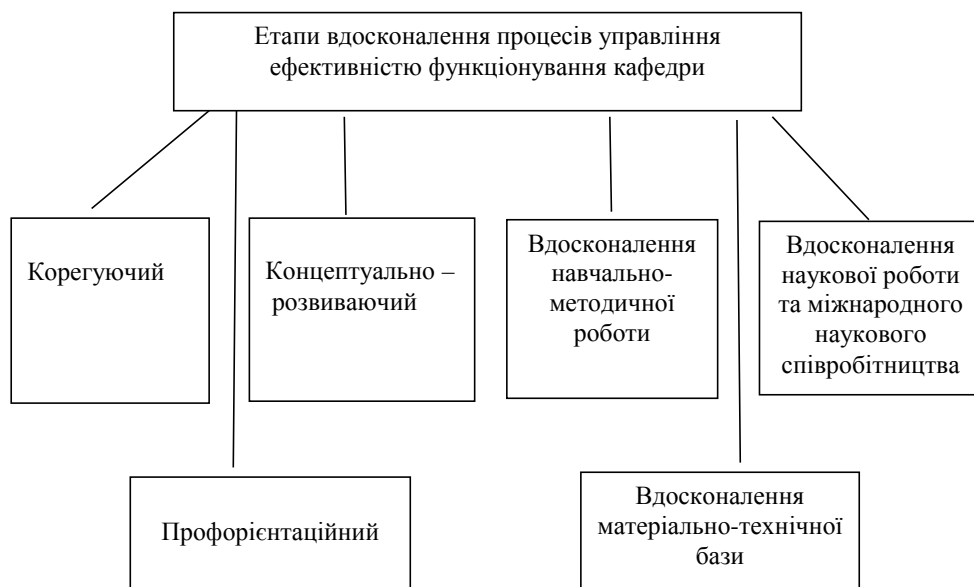 Етапи вдосконалення процесів управління
ефективністю функціонування кафедри
Корегуючий
Концептуально –
розвиваючий
Вдосконалення
навчально-
методичної
роботи
Вдосконалення
наукової роботи
та міжнародного
наукового
співробітництва
Профорієнтаційний
Вдосконалення
матеріально-технічної
бази